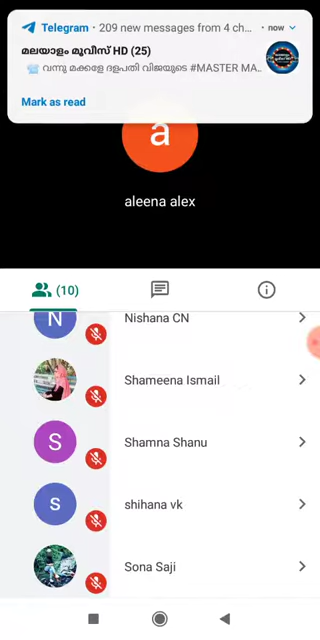 Telegram • 209 new messages from 4 ch... • now
മലയാളം മൂവീസ് HD (25)
വന്നു മക്കളേ ദളപതി വിജയുടെ #MASTER MA..
Mark as read
a
aleena alex
(10)
N
Nishana CN
Shameena Ismail
S
Shamna Shanu
s
shihana vk
Sona Saji